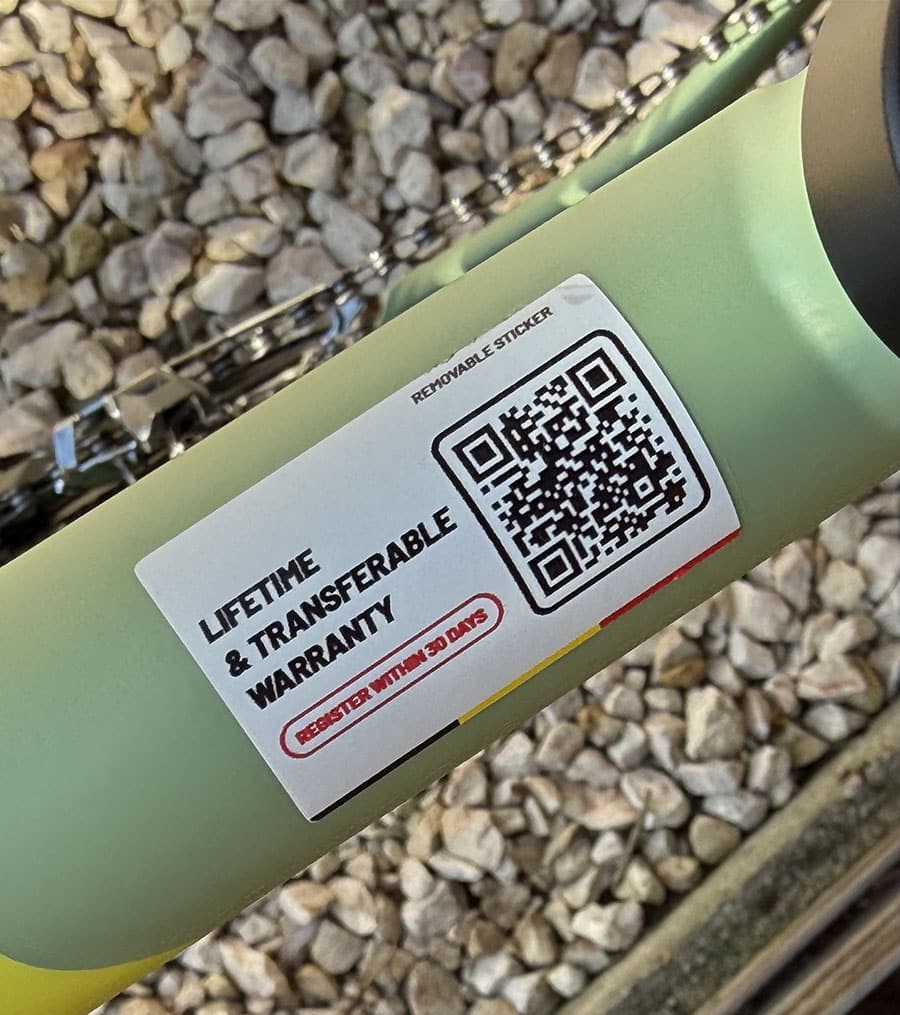 REMOVABLE STICKER
LIFETIME
& TRANSFERABLE
WARRANTY
REGISTER WITHIN 30 DAYS